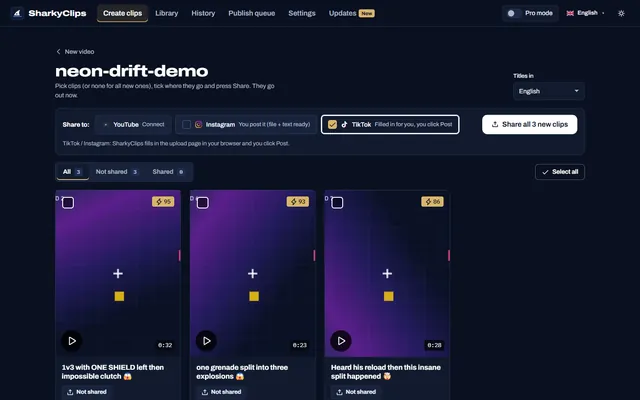 SharkyClips
Create clips
Library
History
Publish queue
Settings
Updates New
Pro mode
English
New video
neon-drift-demo
Pick clips (or none for all new ones), tick where they go and press Share. They go
out now.
Titles in
English
Share to:
YouTube Connect
Instagram You post it (file + text ready)
TikTok Filled in for you, you click Post
Share all 3 new clips
TikTok / Instagram: SharkyClips fills in the upload page in your browser and you click Post.
All 3
Not shared 3
Shared 0
Select all
95
93
86
0:32
0:23
0:28
1v3 with ONE SHIELD left then
impossible clutch 😱
one grenade split into three
explosions 😱
Heard his reload then this insane
split happened 🤯
Not shared
Not shared
Not shared